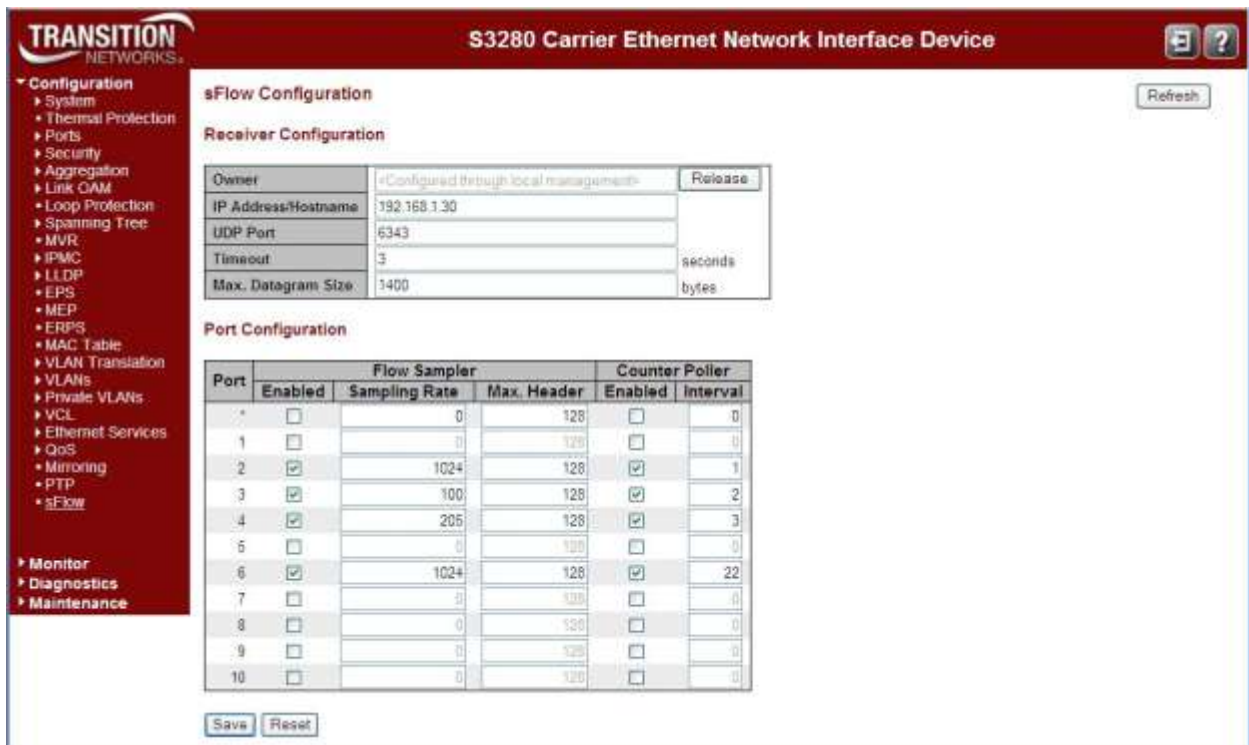 TRANSITION
NETWORKS
S3280 Carrier Ethernet Network Interface Device
?
Configuration
System
Thermal Protection
Ports
Security
Aggregation
Link OAM
Loop Protection
Spanning Tree
MVR
IPMC
LLDP
EPS
MEP
ERPS
MAC Table
VLAN Translation
VLANs
Private VLANs
VCL
Ethernet Services
QoS
Mirroring
PTP
sFlow
Monitor
Diagnostics
Maintenance
sFlow Configuration
Refresh
Receiver Configuration
Owner <Configured through local management> Release
IP Address/Hostname 192.168.1.30
UDP Port 6343
Timeout 3 seconds
Max. Datagram Size 1400 bytes
Port Configuration
Port Flow Sampler Counter Poller
Enabled Sampling Rate Max. Header Enabled Interval
* 0 128 0
1 0 128 0
2 1024 128 1
3 100 128 2
4 205 128 3
5 0 128 0
6 1024 128 22
7 0 128 0
8 0 128 0
9 0 128 0
10 0 128 0
Save Reset